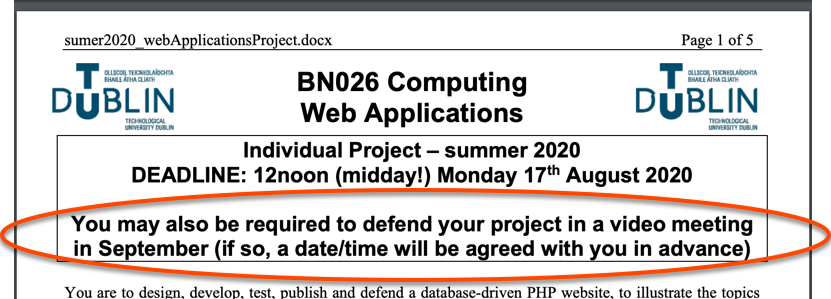 sumer2020_webApplicationsProject.docx Page 1 of 5
OLLSCOIL TEICNEOLAÍOCHTA
BHAILE ÁTHA CLIATH
TU DUBLIN
TECHNOLOGICAL
UNIVERSITY DUBLIN
BN026 Computing
Web Applications
OLLSCOIL TEICNEOLAÍOCHTA
BHAILE ÁTHA CLIATH
TU DUBLIN
TECHNOLOGICAL
UNIVERSITY DUBLIN
Individual Project – summer 2020
DEADLINE: 12noon (midday!) Monday 17th August 2020
You may also be required to defend your project in a video meeting
in September (if so, a date/time will be agreed with you in advance)
You are to design, develop, test, publish and defend a database-driven PHP website, to illustrate the topics